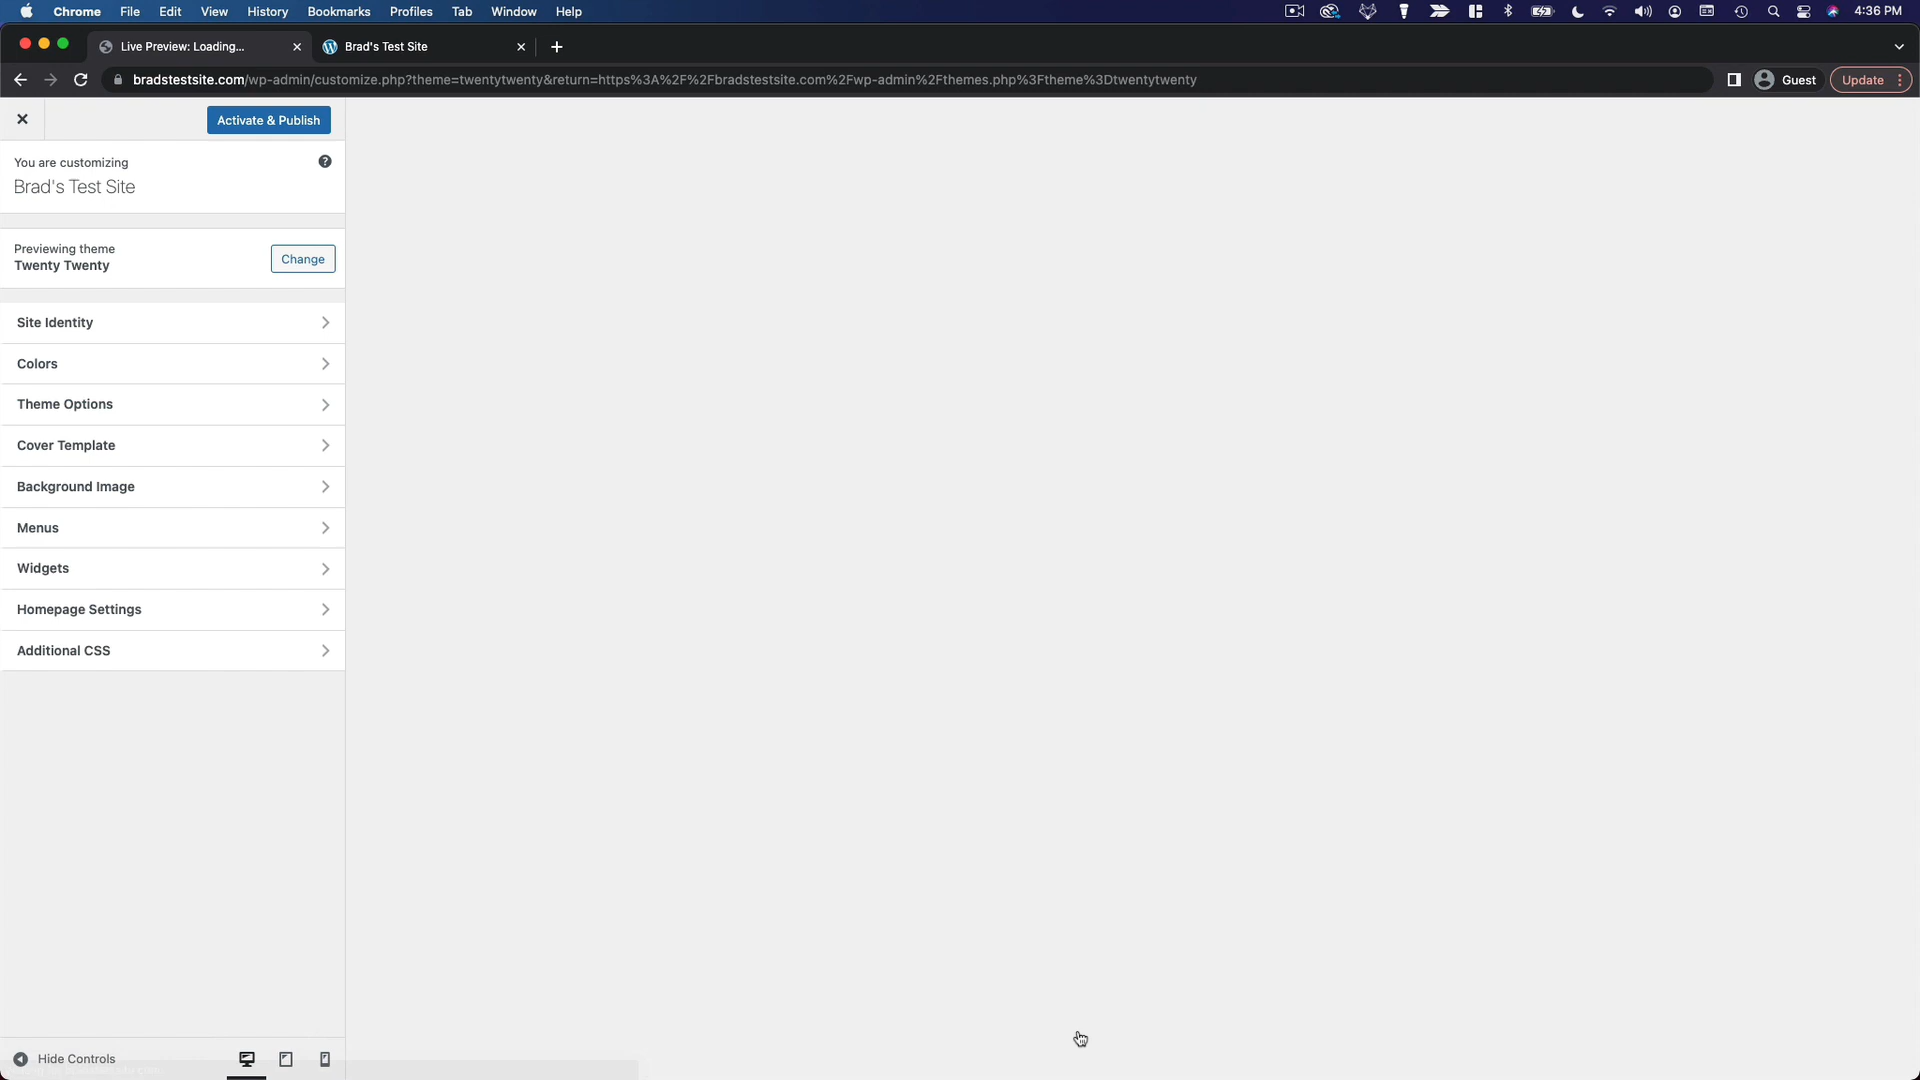 Chrome File Edit View History Bookmarks Profiles Tab Window Help 4:36 PM
Live Preview: Loading... Brad's Test Site
bradstestsite.com/wp-admin/customize.php?theme=twentytwenty&return=https%3A%2F%2Fbradstestsite.com%2Fwp-admin%2Fthemes.php%3Ftheme%3Dtwentytwenty Guest Update
Activate & Publish
You are customizing
Brad's Test Site
Previewing theme
Twenty Twenty
Change
Site Identity
Colors
Theme Options
Cover Template
Background Image
Menus
Widgets
Homepage Settings
Additional CSS
Hide Controls